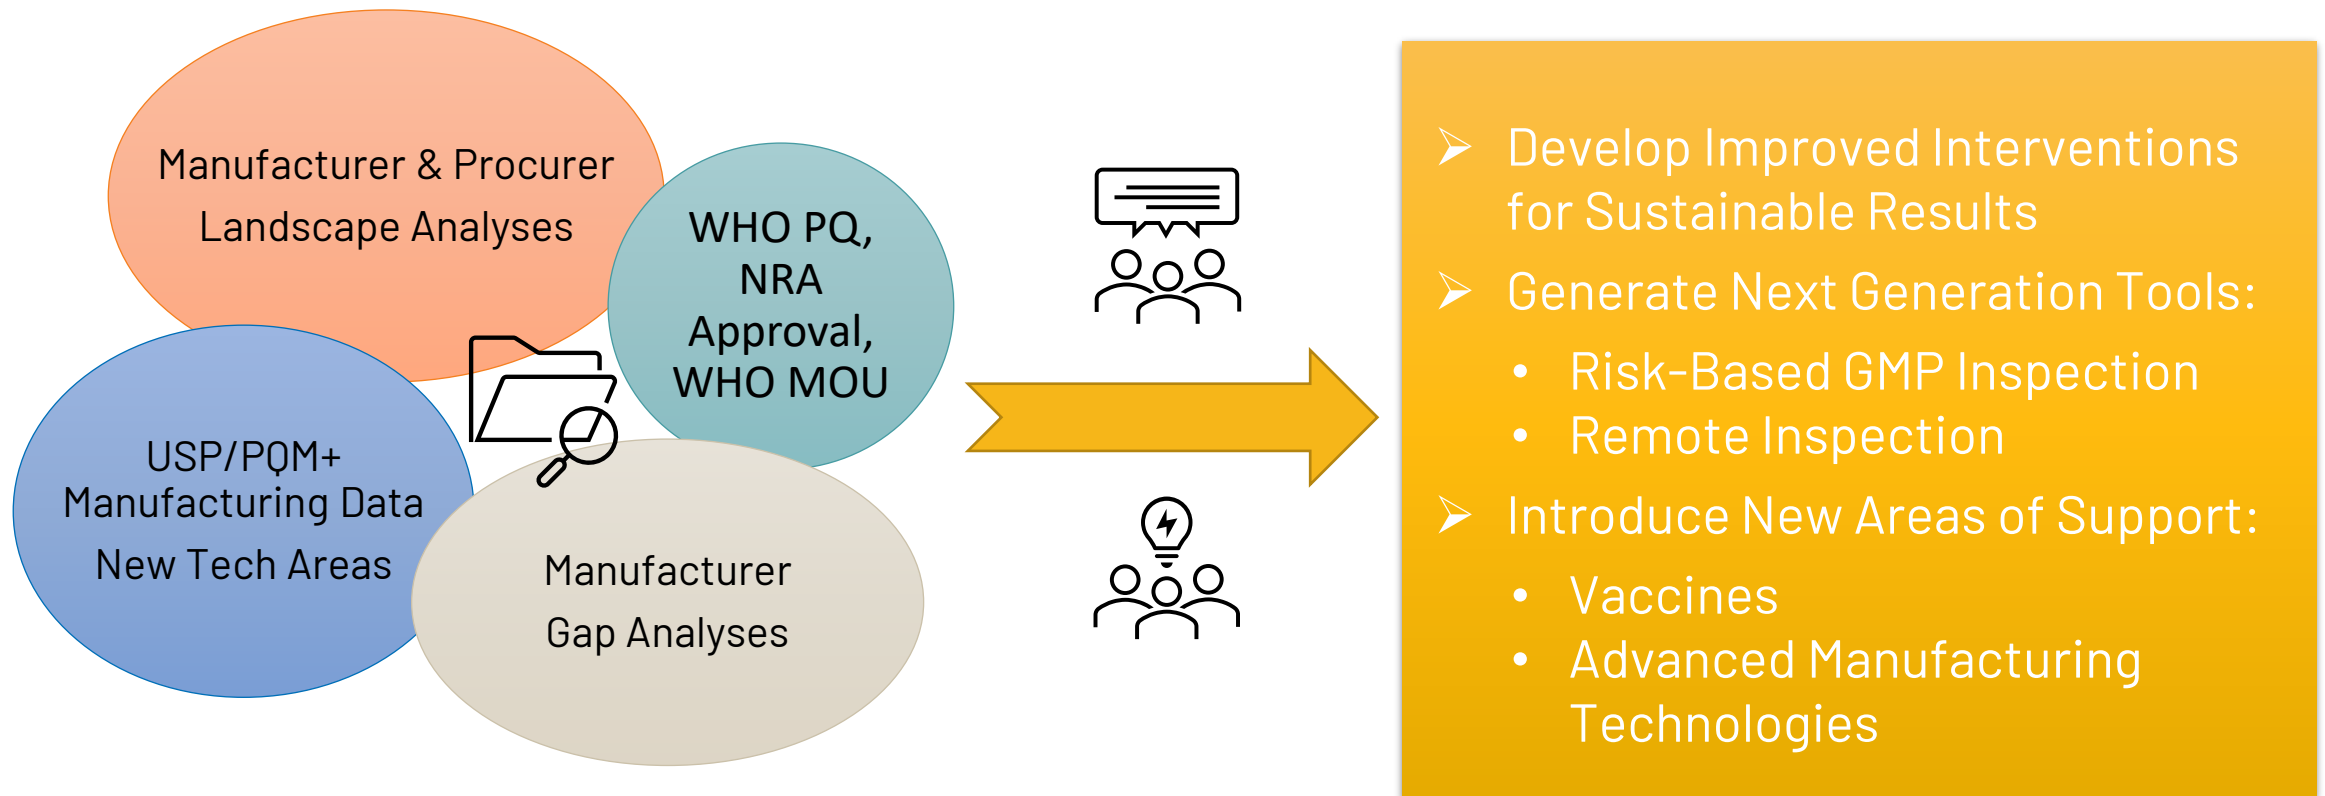 Manufacturer & Procurer
Landscape Analyses
WHO PQ,
NRA
Approval,
WHO MOU
USP/PQM+
Manufacturing Data
New Tech Areas
Manufacturer
Gap Analyses
➢ Develop Improved Interventions
for Sustainable Results
➢ Generate Next Generation Tools:
• Risk-Based GMP Inspection
• Remote Inspection
➢ Introduce New Areas of Support:
• Vaccines
• Advanced Manufacturing
Technologies